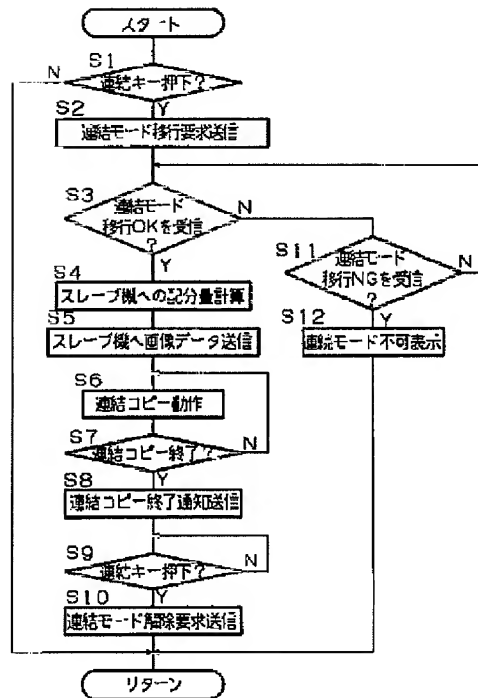 スタート
S1
N
連結キー押下?
Y
S2
連結モード移行要求送信
S3
連結モード
移行OKを受信
?
N
Y
S11
連結モード
移行NGを受信
?
N
Y
S4
スレーブ機への配分量計算
S12
連続モード不可表示
S5
スレーブ機へ画像データ送信
S6
連結コピー動作
S7
連結コピー終了?
N
Y
S8
連結コピー終了通知送信
S9
連結キー押下?
N
Y
S10
連結モード解除要求送信
リターン